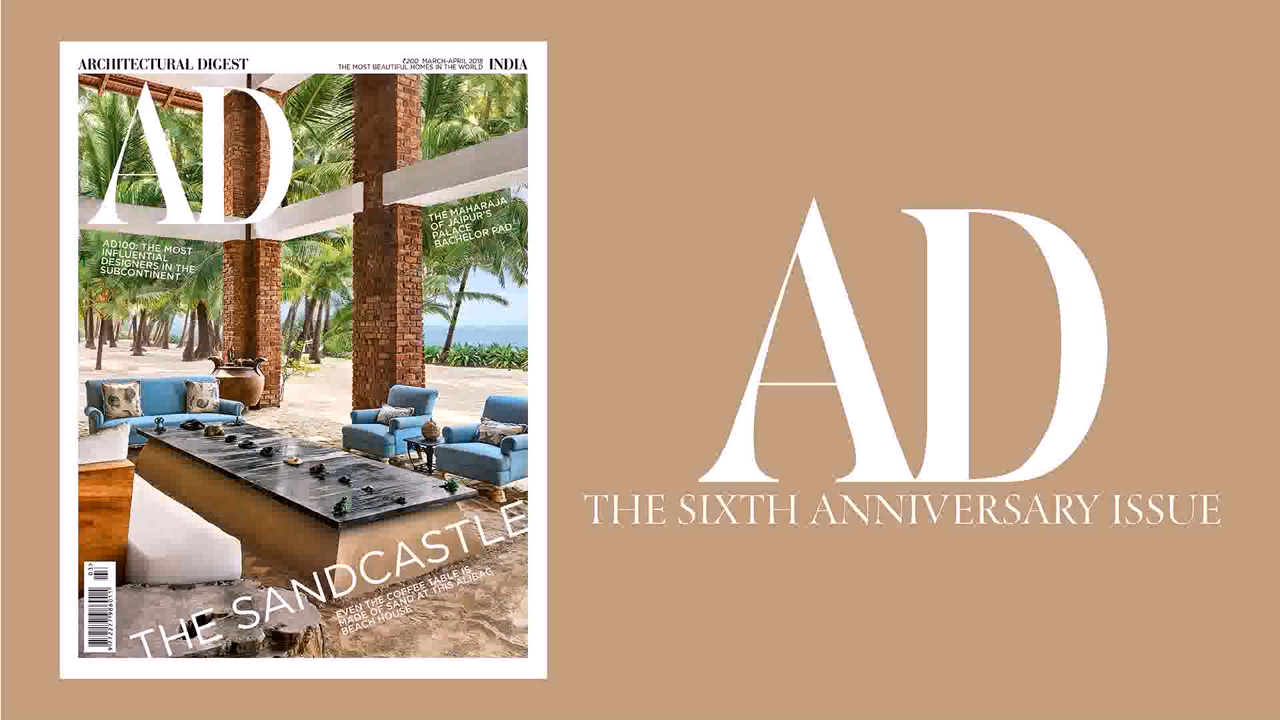 ARCHITECTURAL DIGEST
₹200 MARCH-APRIL 2018
THE MOST BEAUTIFUL HOMES IN THE WORLD
INDIA
AD
AD100: THE MOST
INFLUENTIAL
DESIGNERS IN THE
SUBCONTINENT
THE MAHARAJA
OF JAIPUR'S
PALACE
BACHELOR PAD
THE SANDCASTLE
EVEN THE COFFEE TABLE IS
MADE OF SAND AT THIS ALIBAG
BEACH HOUSE
AD
THE SIXTH ANNIVERSARY ISSUE